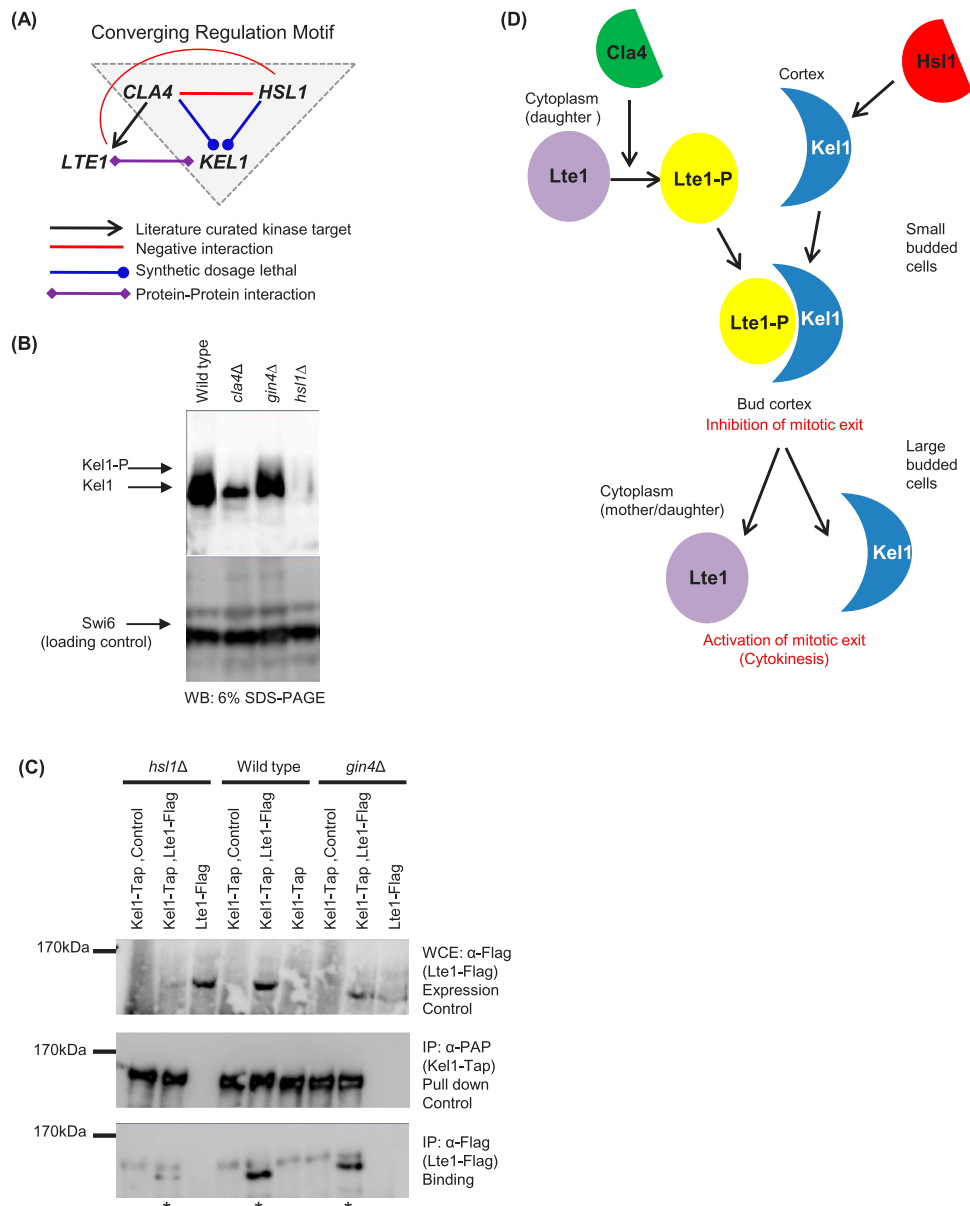 (A)
Converging Regulation Motif
CLA4
HSL1
LTE1
KEL1
Literature curated kinase target
Negative interaction
Synthetic dosage lethal
Protein-Protein interaction
(B)
Wild type
cla4Δ
gin4Δ
hsl1Δ
Kel1-P
Kel1
Swi6
(loading control)
WB: 6% SDS-PAGE
(C)
hsl1Δ
Wild type
gin4Δ
Kel1-Tap ,Control
Kel1-Tap ,Lte1-Flag
Lte1-Flag
Kel1-Tap ,Control
Kel1-Tap ,Lte1-Flag
Kel1-Tap
Kel1-Tap ,Control
Kel1-Tap ,Lte1-Flag
Lte1-Flag
170kDa
WCE: α-Flag
(Lte1-Flag)
Expression
Control
170kDa
IP: α-PAP
(Kel1-Tap)
Pull down
Control
170kDa
IP: α-Flag
(Lte1-Flag)
Binding
* * *
(D)
Cla4
Hsl1
Cortex
Cytoplasm
(daughter )
Kel1
Lte1
Lte1-P
Small
budded
cells
Lte1-P
Kel1
Bud cortex
Inhibition of mitotic exit
Large
budded
cells
Cytoplasm
(mother/daughter)
Kel1
Lte1
Activation of mitotic exit
(Cytokinesis)